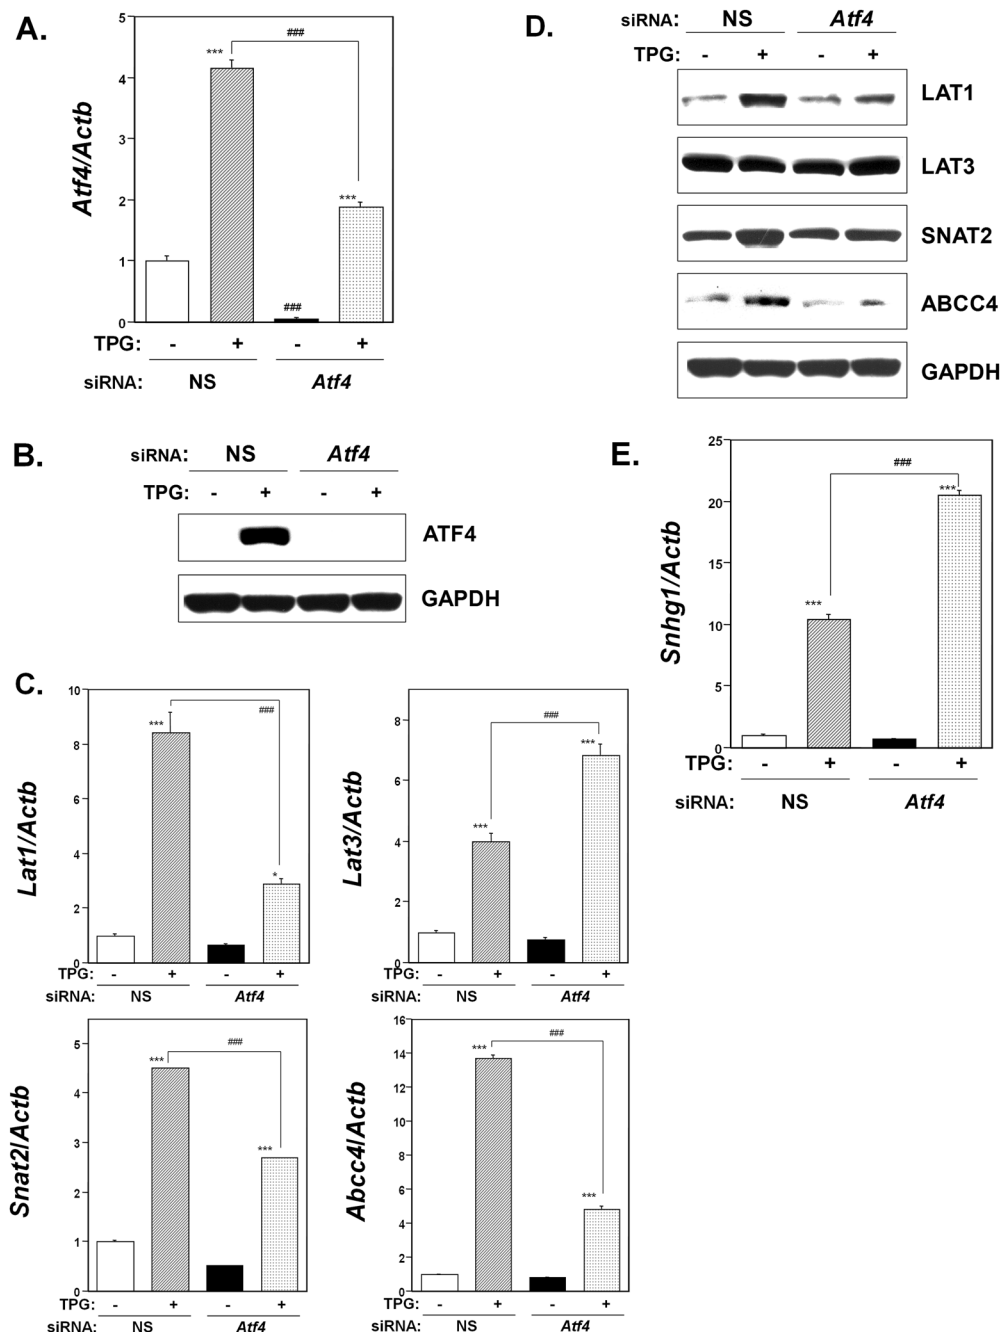 A.
Atf4/Actb
5
4
3
2
1
0
***
###
***
###
TPG: - + - +
siRNA: NS Atf4
B.
siRNA: NS Atf4
TPG: - + - +
ATF4
GAPDH
C.
Lat1/Actb
10
8
6
4
2
0
***
###
*
TPG: - + - +
siRNA: NS Atf4
Lat3/Actb
8
6
4
2
0
***
###
***
TPG: - + - +
siRNA: NS Atf4
Snat2/Actb
5
4
3
2
1
0
***
###
***
TPG: - + - +
siRNA: NS Atf4
Abcc4/Actb
16
14
12
10
8
6
4
2
0
***
###
***
TPG: - + - +
siRNA: NS Atf4
D.
siRNA: NS Atf4
TPG: - + - +
LAT1
LAT3
SNAT2
ABCC4
GAPDH
E.
Snhg1/Actb
25
20
15
10
5
0
***
###
***
TPG: - + - +
siRNA: NS Atf4